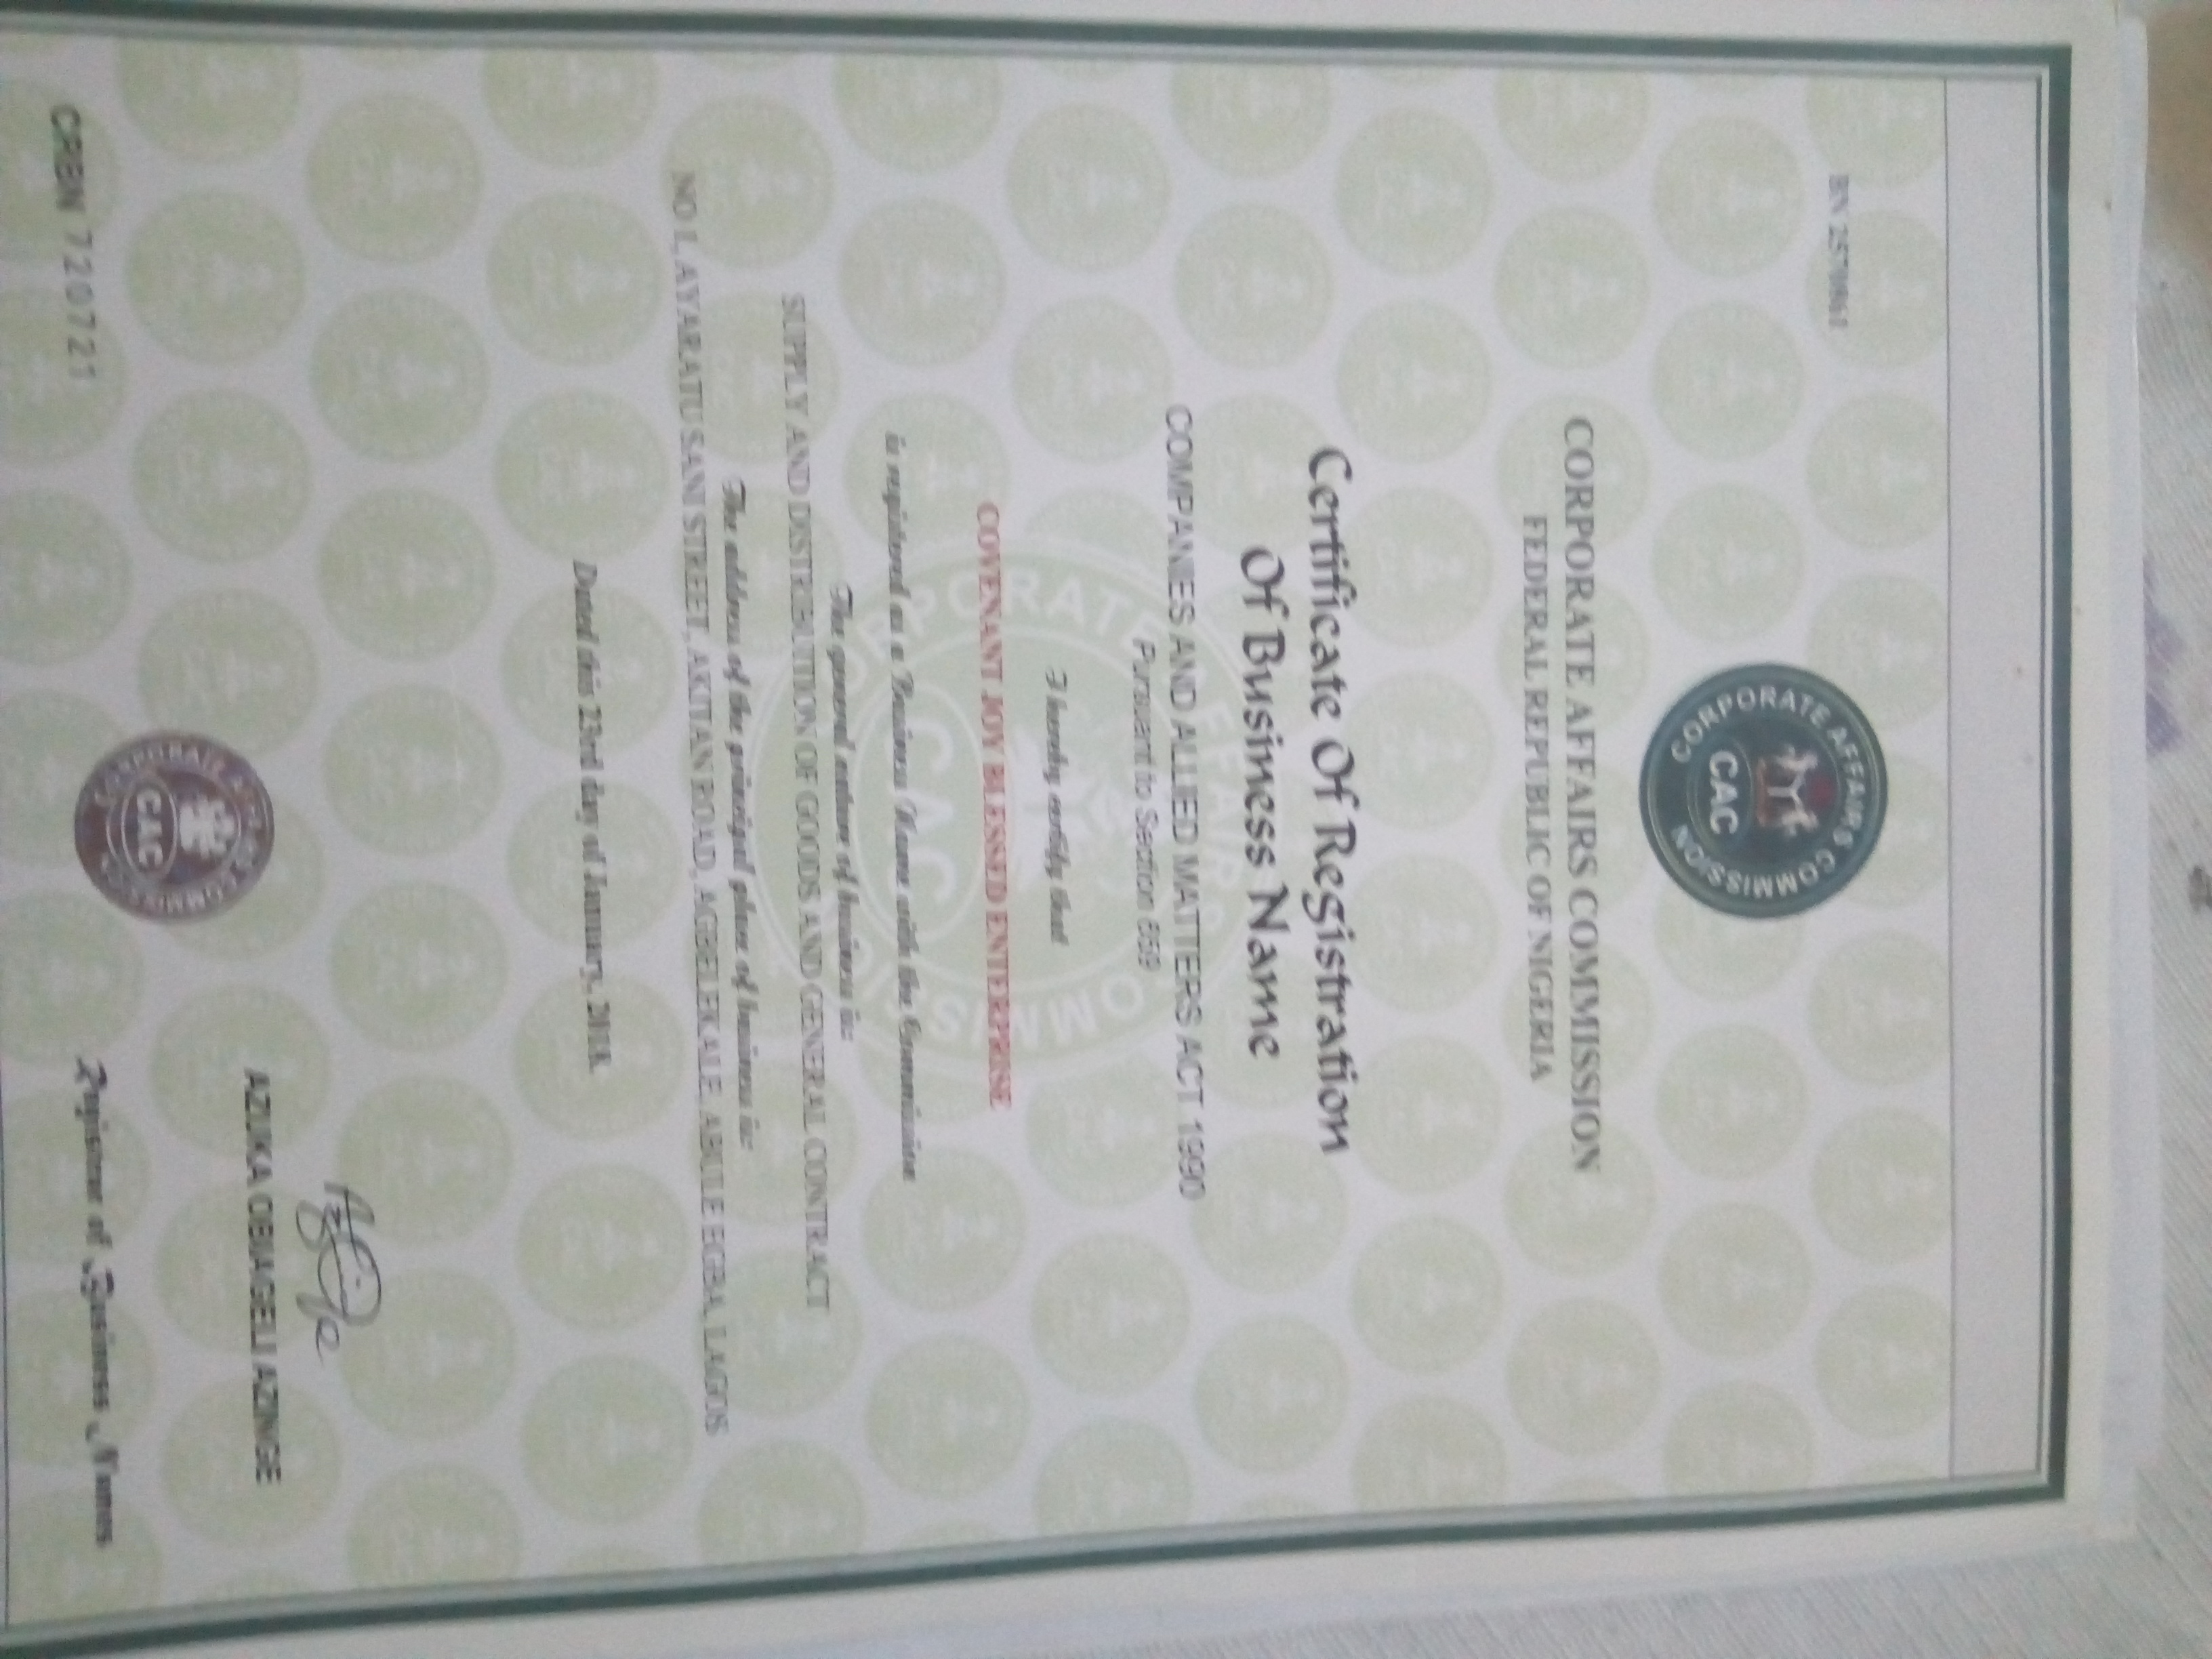 BN
CORPORATE AFFAIRS COMMISSION
CAC
CORPORATE AFFAIRS COMMISSION
FEDERAL REPUBLIC OF NIGERIA
Certificate Of Registration
Of Business Name
COMPANIES AND ALLIED MATTERS ACT 1990
Pursuant to Section 659
I hereby certify that
COVENANT JOY BLESSED ENTERPRISE
is registered as a Business Name with the Commission
The general nature of business is:
SUPPLY AND DISTRIBUTION OF GOODS AND GENERAL CONTRACT
The address of the principal place of business is:
NO 1, AYYARATU SANI STREET, AKITAN ROAD, AGBELEKALE, ABULE EGBA, LAGOS
Dated this 23rd day of January, 2018.
AZUKA OBIAGELI AZINGE
CORPORATE AFFAIRS COMMISSION
CAC
CRBN 7207721
Registrar of Business Names